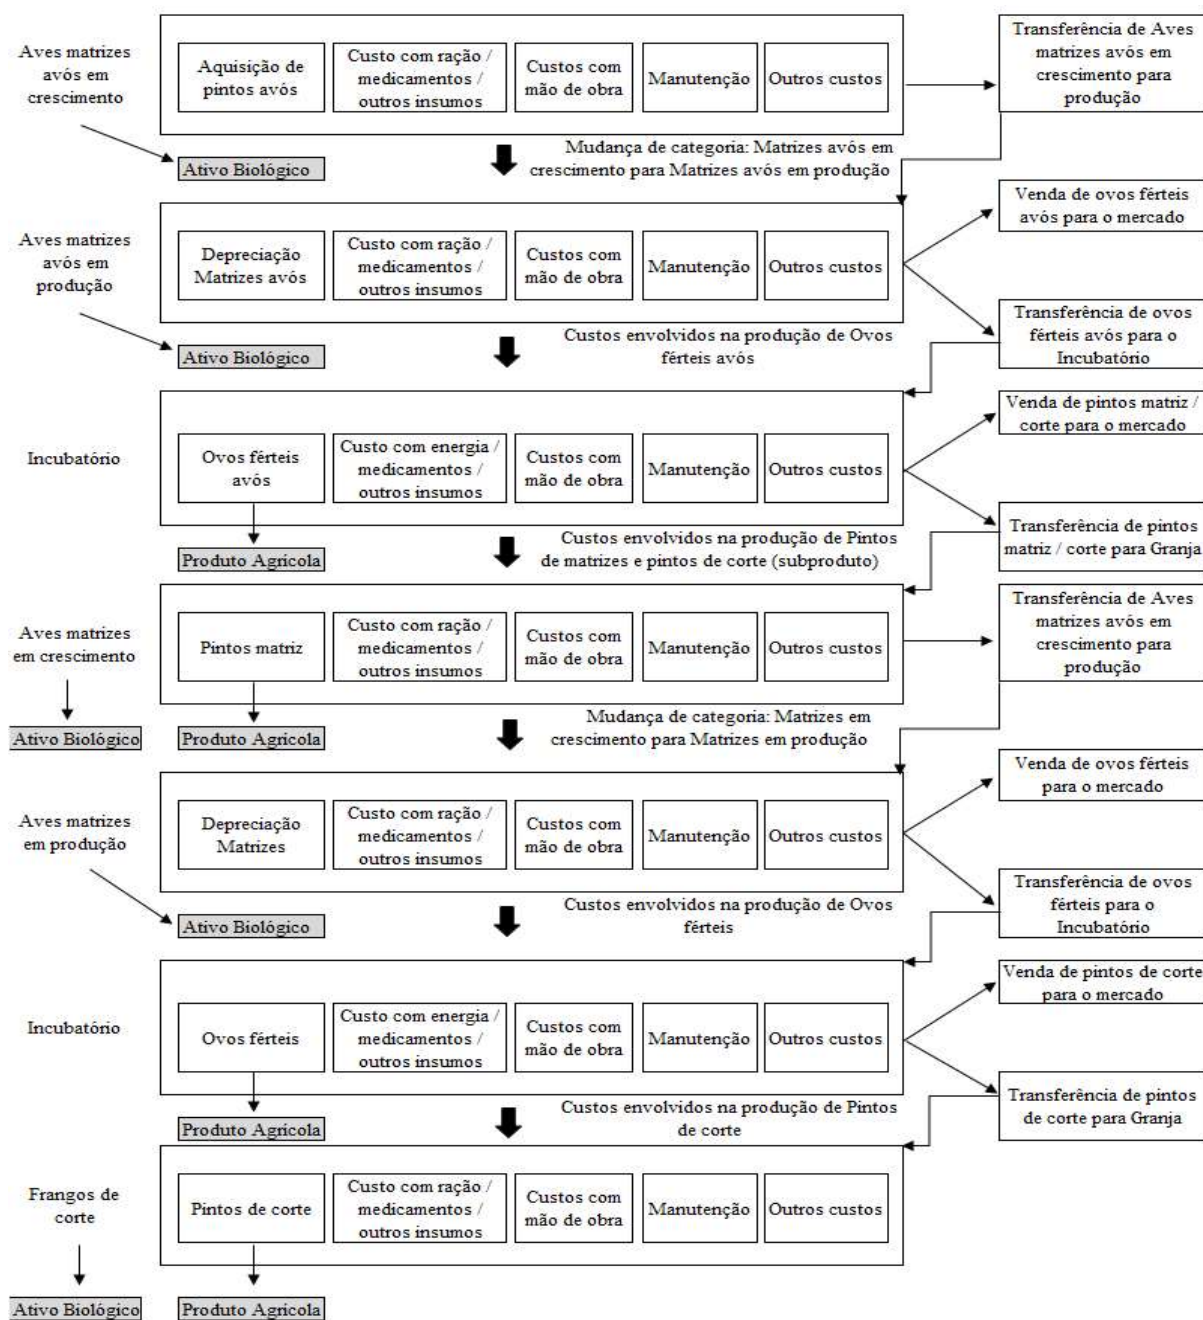 Aves matrizes
avós em
crescimento
Aquisição de
pintos avós
Custo com ração /
medicamentos /
outros insumos
Custos com
mão de obra
Manutenção
Outros custos
Transferência de Aves
matrizes avós em
crescimento para
produção
Ativo Biológico
Mudança de categoria: Matrizes avós em
crescimento para Matrizes avós em produção
Aves matrizes
avós em
produção
Depreciação
Matrizes avós
Custo com ração /
medicamentos /
outros insumos
Custos com
mão de obra
Manutenção
Outros custos
Venda de ovos férteis
avós para o mercado
Transferência de ovos
férteis avós para o
Incubatório
Ativo Biológico
Custos envolvidos na produção de Ovos
férteis avós
Incubatório
Ovos férteis
avós
Custo com energia /
medicamentos /
outros insumos
Custos com
mão de obra
Manutenção
Outros custos
Venda de pintos matriz /
corte para o mercado
Transferência de pintos
matriz / corte para Granja
Produto Agrícola
Custos envolvidos na produção de Pintos
de matrizes e pintos de corte (subproduto)
Aves matrizes
em crescimento
Pintos matriz
Custo com ração /
medicamentos /
outros insumos
Custos com
mão de obra
Manutenção
Outros custos
Transferência de Aves
matrizes avós em
crescimento para
produção
Ativo Biológico
Produto Agrícola
Mudança de categoria: Matrizes em
crescimento para Matrizes em produção
Aves matrizes
em produção
Depreciação
Matrizes
Custo com ração /
medicamentos /
outros insumos
Custos com
mão de obra
Manutenção
Outros custos
Venda de ovos férteis
para o mercado
Transferência de ovos
férteis para o
Incubatório
Ativo Biológico
Custos envolvidos na produção de Ovos
férteis
Incubatório
Ovos férteis
Custo com energia /
medicamentos /
outros insumos
Custos com
mão de obra
Manutenção
Outros custos
Venda de pintos de corte
para o mercado
Transferência de pintos
de corte para Granja
Produto Agrícola
Custos envolvidos na produção de Pintos
de corte
Frangos de
corte
Pintos de corte
Custo com ração /
medicamentos /
outros insumos
Custos com
mão de obra
Manutenção
Outros custos
Ativo Biológico
Produto Agrícola